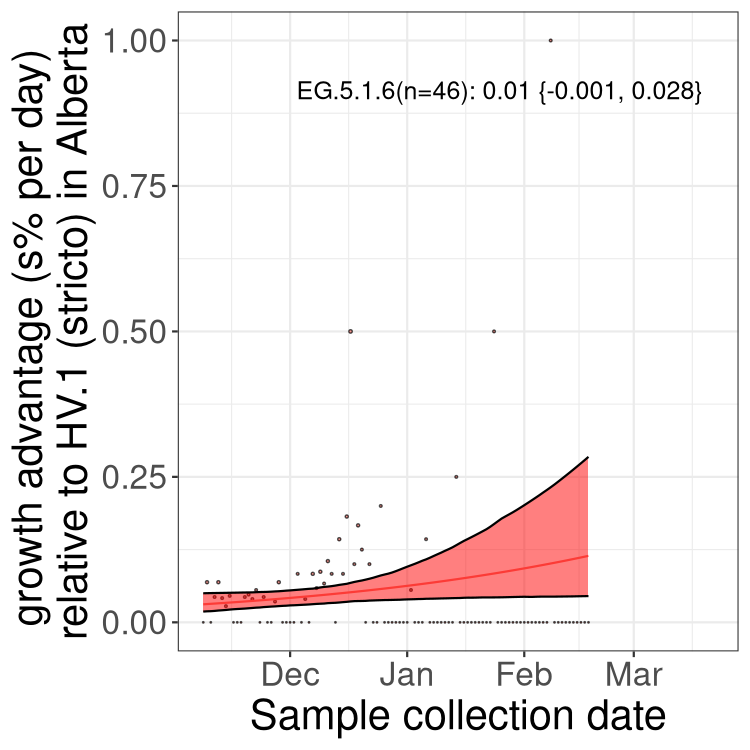 growth advantage (s% per day)
relative to HV.1 (stricto) in Alberta
1.00
0.75
0.50
0.25
0.00
EG.5.1.6(n=46): 0.01 {-0.001, 0.028}
Dec Jan Feb Mar
Sample collection date